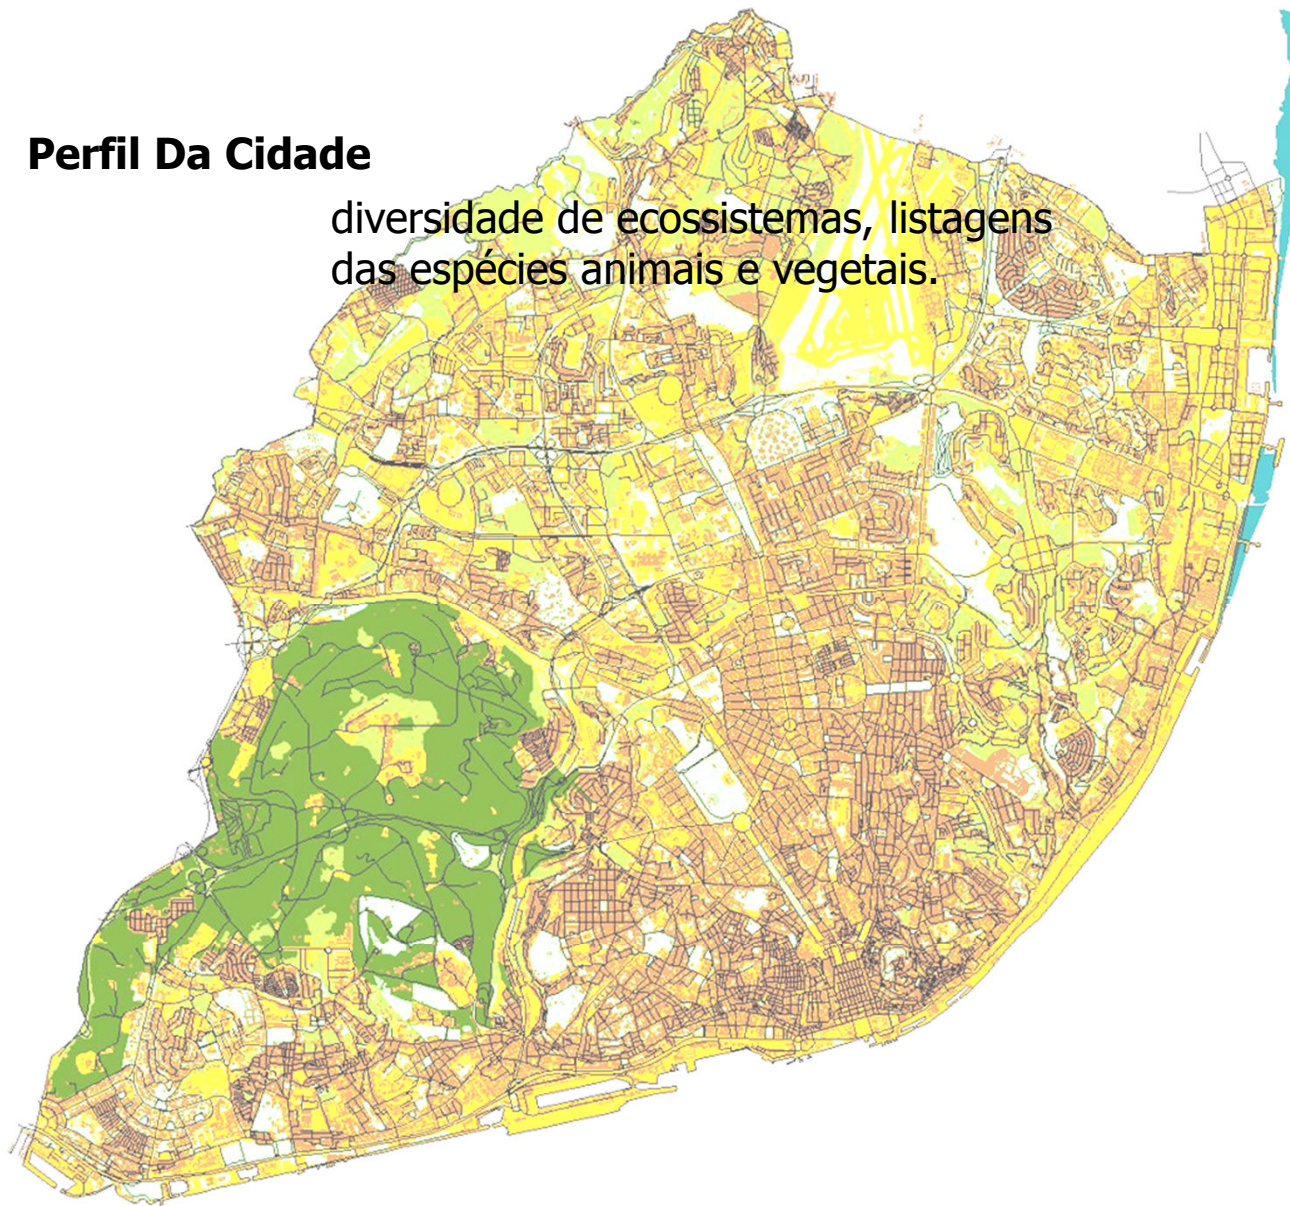 Perfil Da Cidade
diversidade de ecossistemas, listagens
das espécies animais e vegetais.